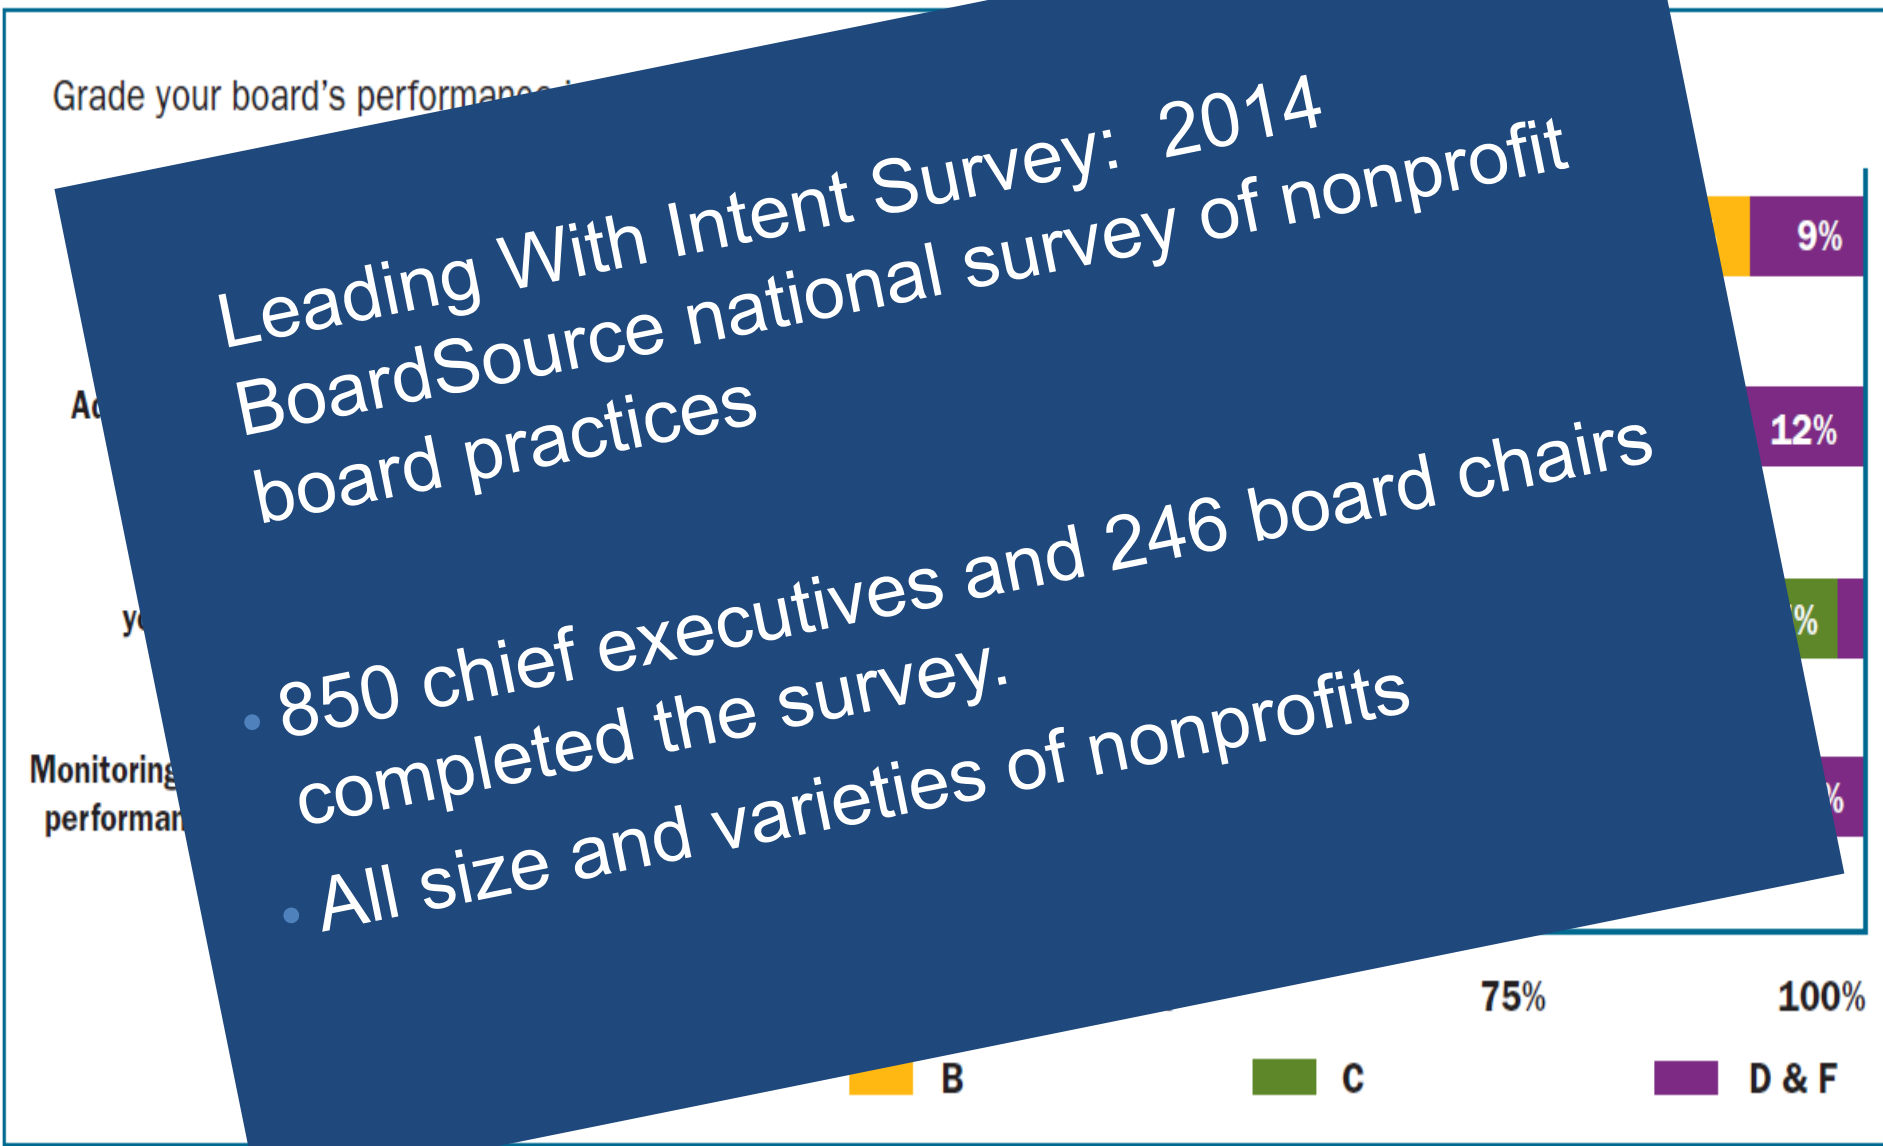 Grade your board's performance
Leading With Intent Survey: 2014
BoardSource national survey of nonprofit
board practices
• 850 chief executives and 246 board chairs
completed the survey.
• All size and varieties of nonprofits
9%
12%
%
Monitoring
performan
%
75% 100%
B C D & F